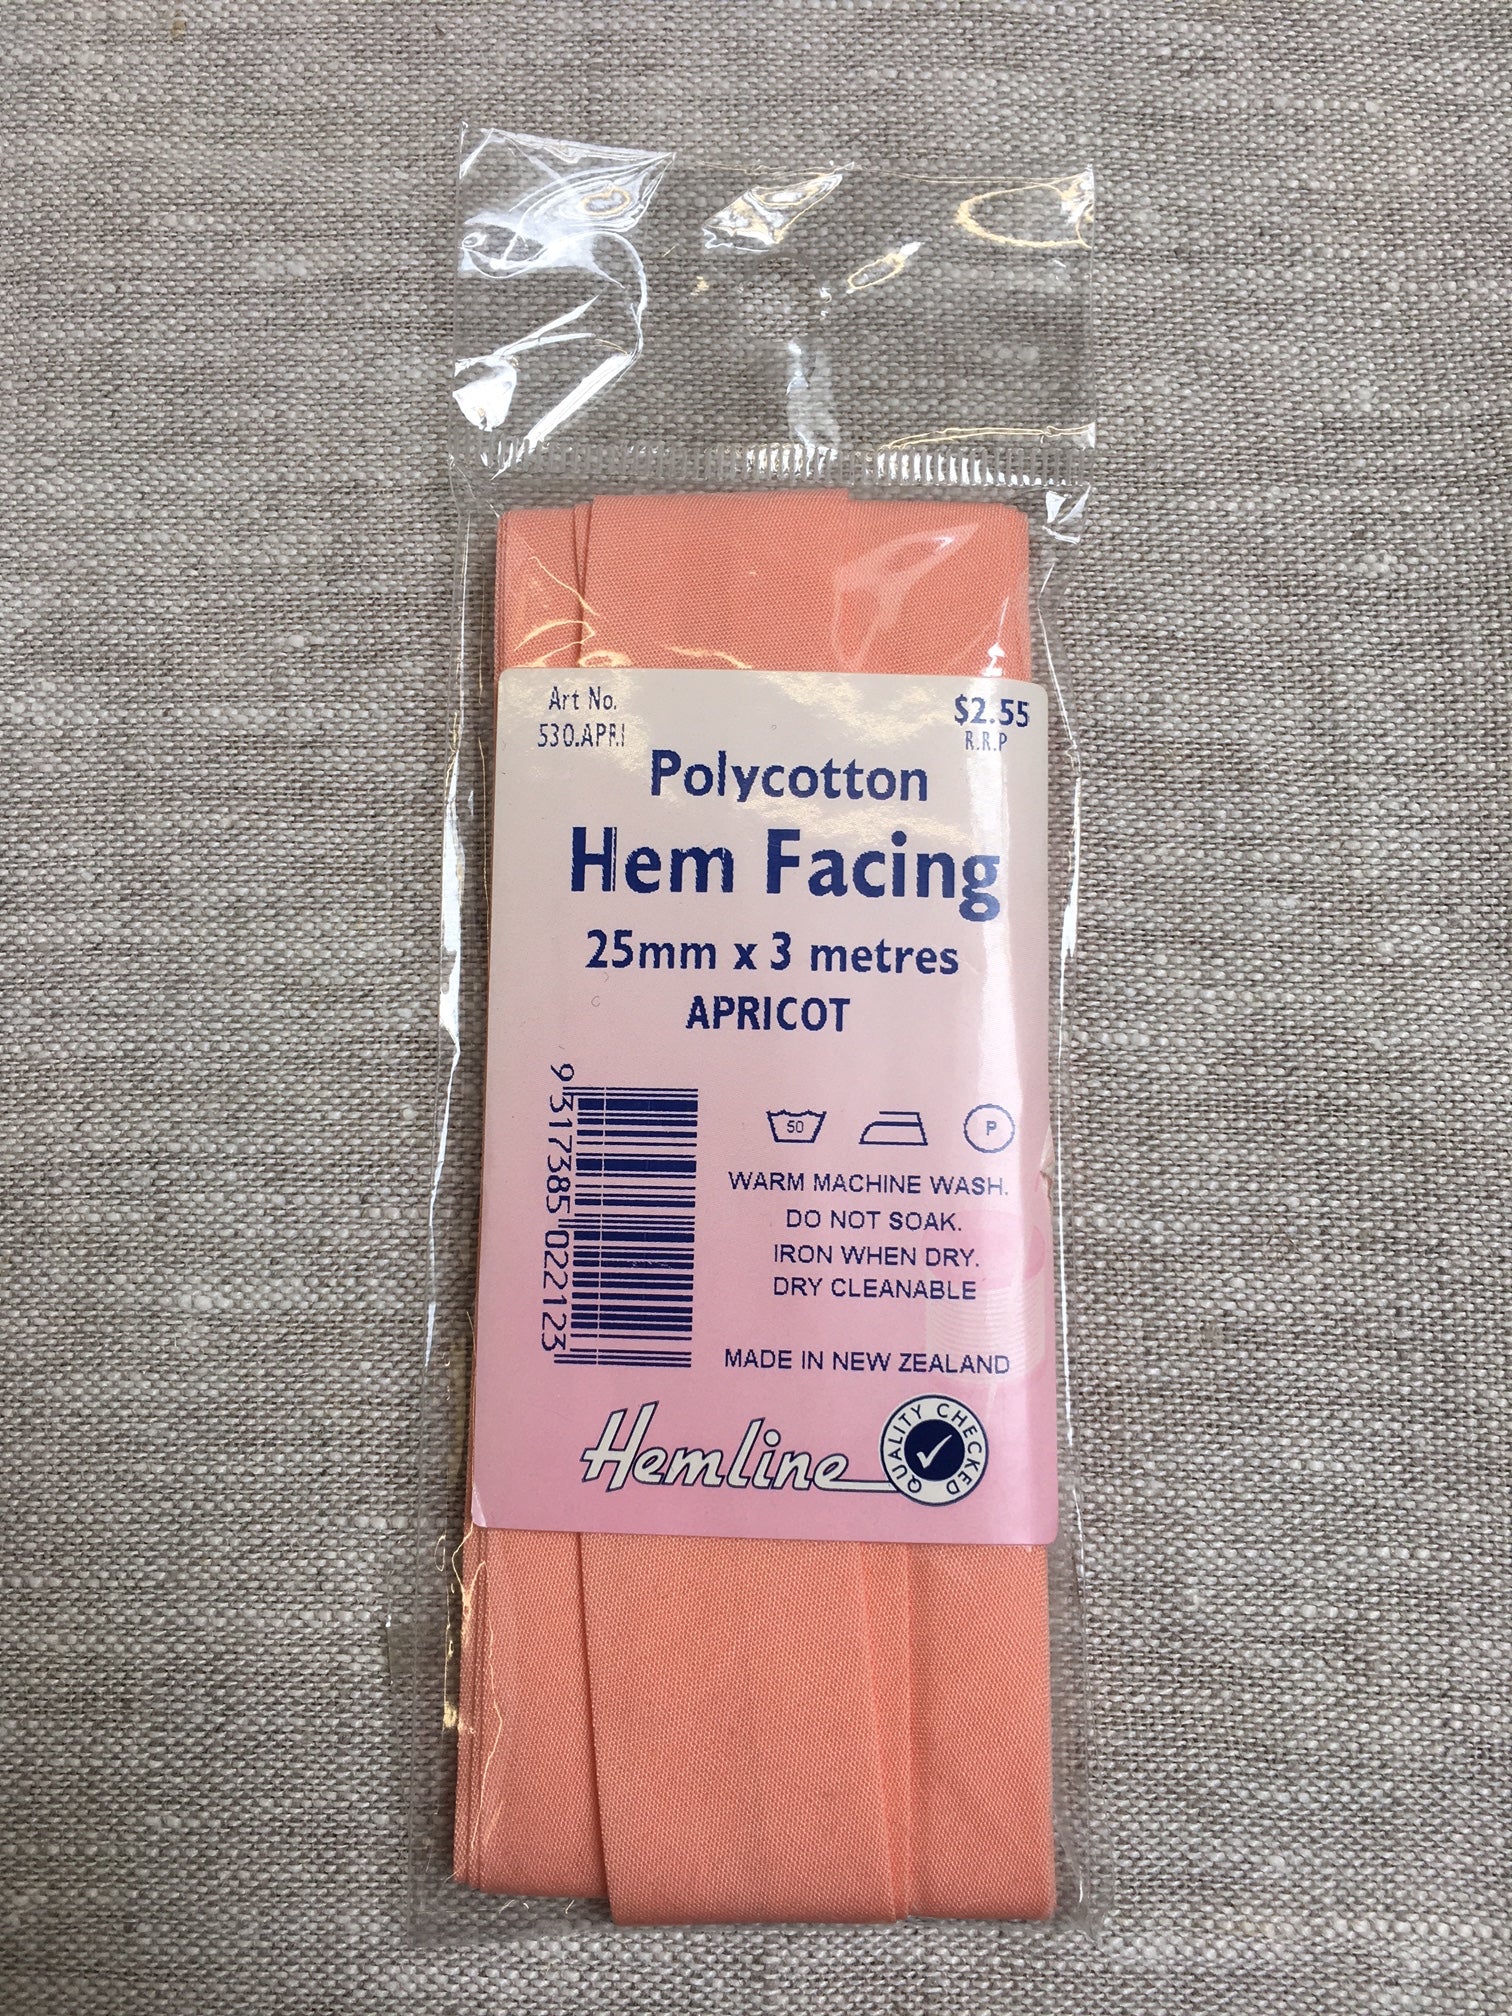 Art No.
530.APRI
$2.55
R.R.P
Polycotton
Hem Facing
25mm x 3 metres
APRICOT
9 317385 022123
50
P
WARM MACHINE WASH.
DO NOT SOAK.
IRON WHEN DRY.
DRY CLEANABLE
MADE IN NEW ZEALAND
Hemline
QUALITY CHECKED